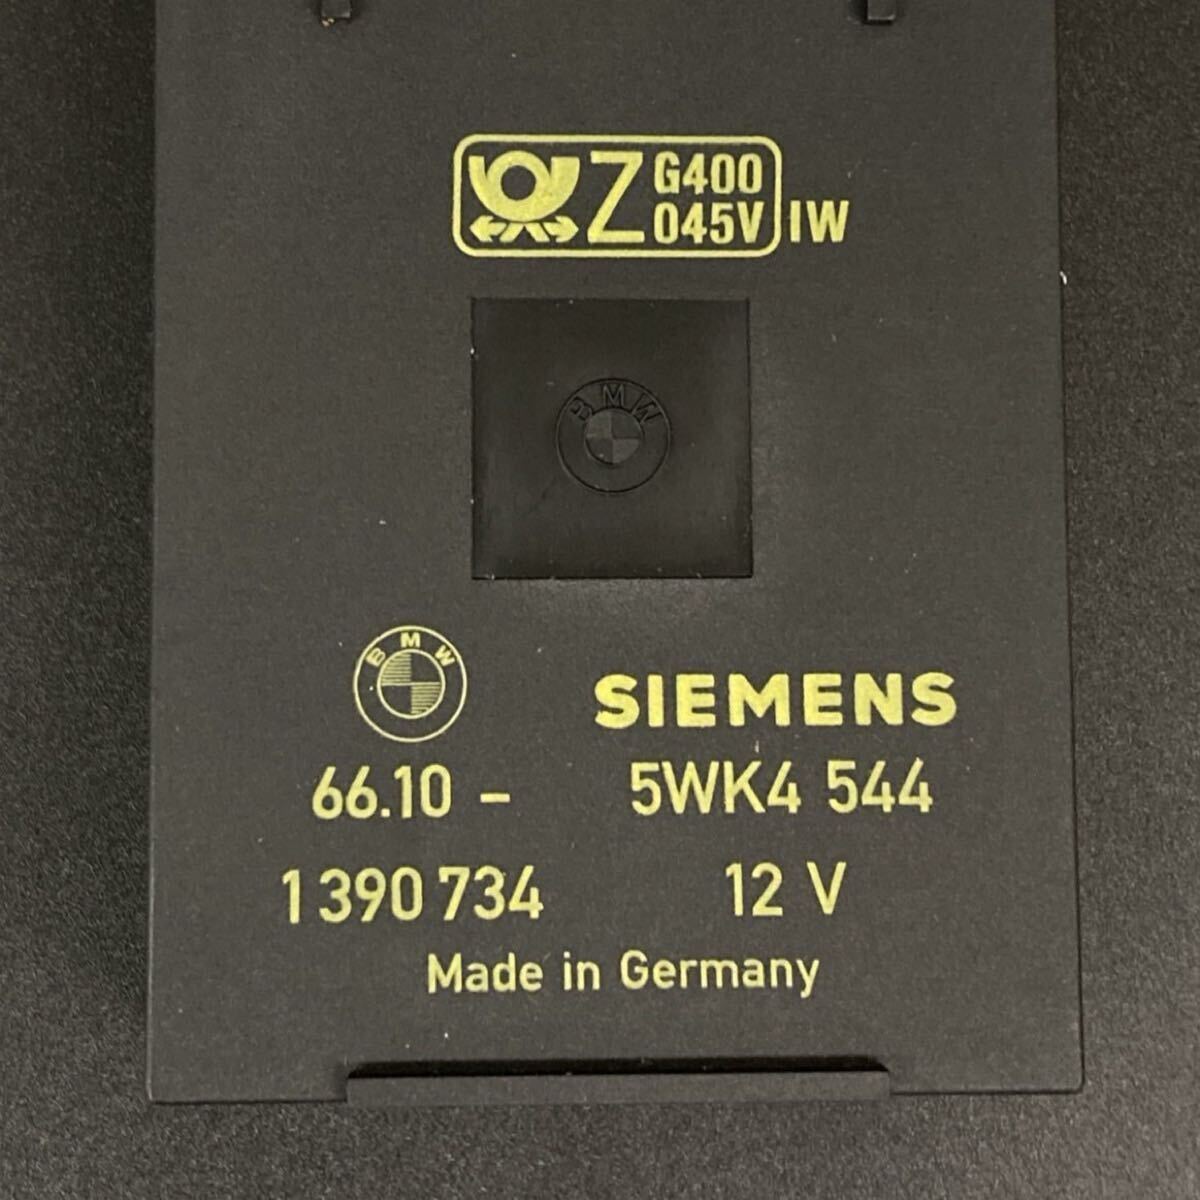 Z G400
045V IW
BMW
BMW SIEMENS
66.10 - 5WK4 544
1 390 734 12 V
Made in Germany